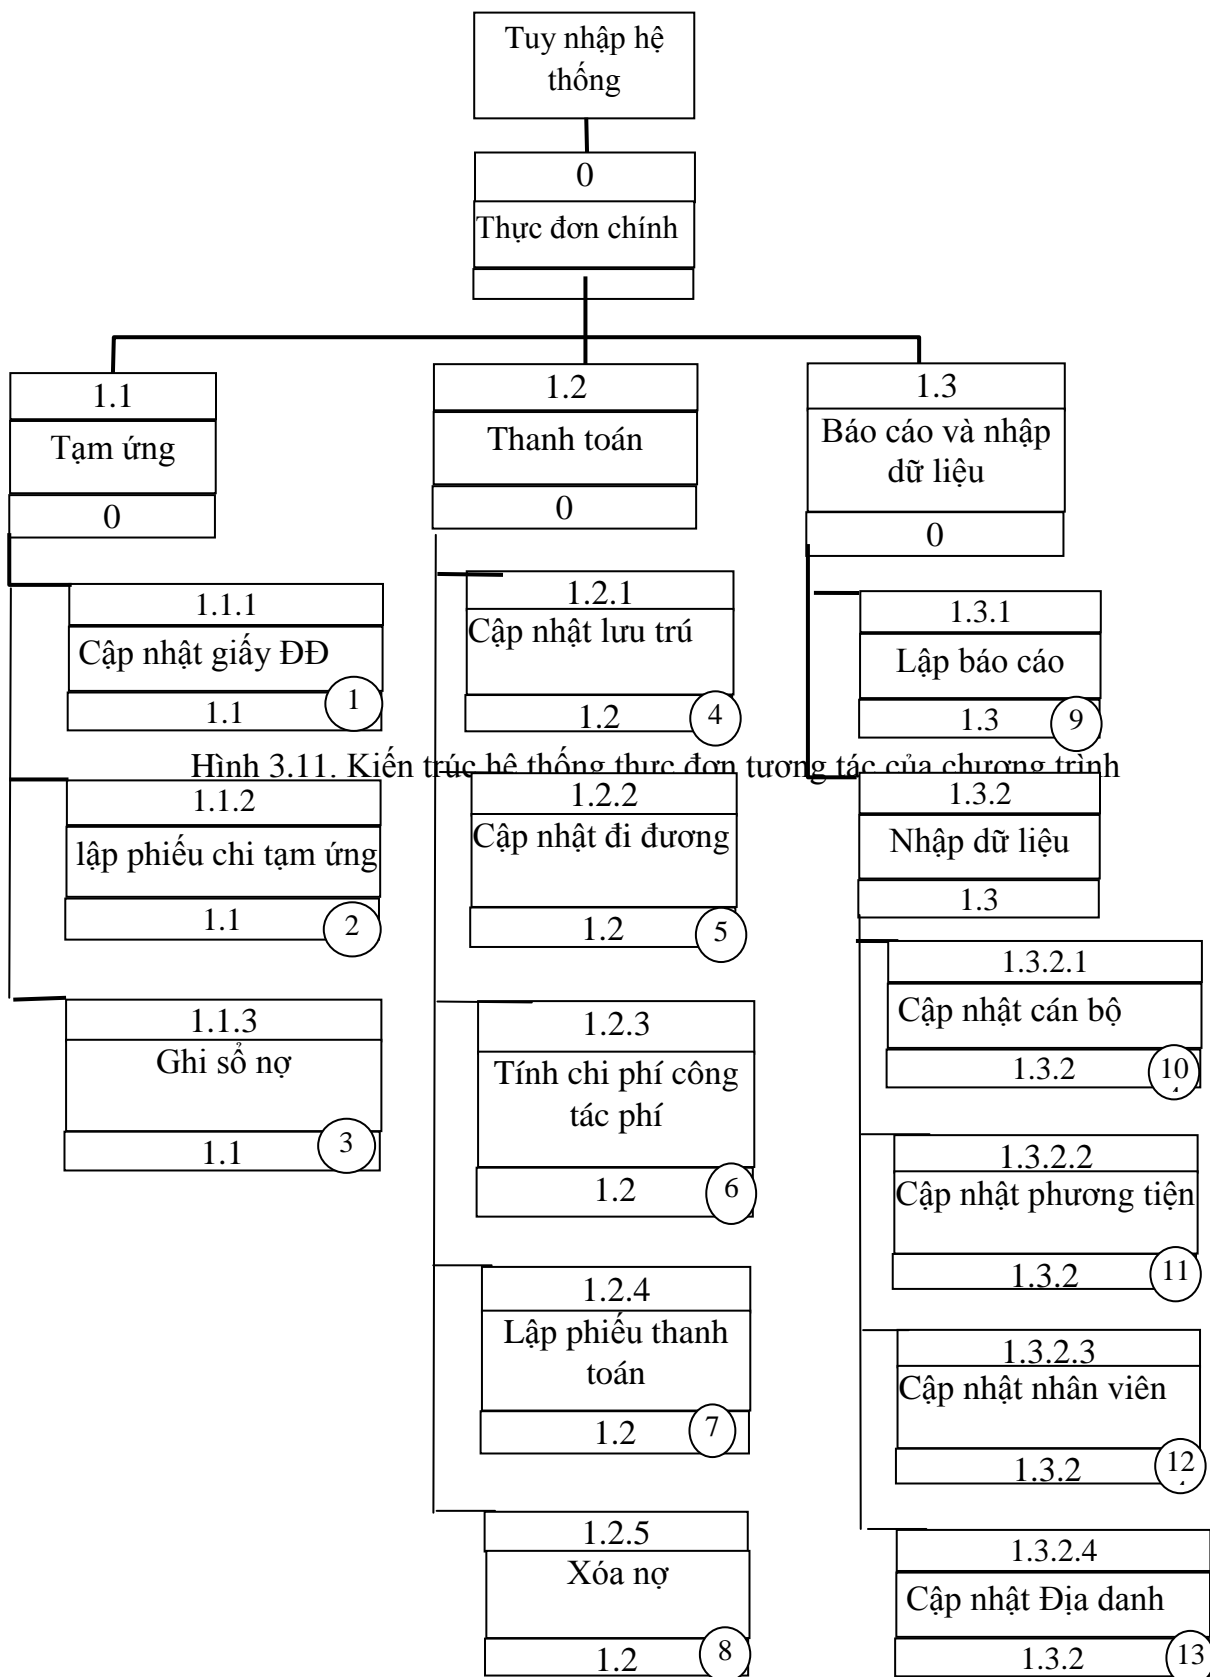 Tuy nhập hệ
thống
0
Thực đơn chính
1.1
Tạm ứng
0
1.1.1
Cập nhật giấy ĐĐ
1.1
1
1.1.2
lập phiếu chi tạm ứng
1.1
2
1.1.3
Ghi sổ nợ
1.1
3
1.2
Thanh toán
0
1.2.1
Cập nhật lưu trú
1.2
4
1.2.2
Cập nhật đi đương
1.2
5
1.2.3
Tính chi phí công
tác phí
1.2
6
1.2.4
Lập phiếu thanh
toán
1.2
7
1.2.5
Xóa nợ
1.2
8
1.3
Báo cáo và nhập
dữ liệu
0
1.3.1
Lập báo cáo
1.3
9
1.3.2
Nhập dữ liệu
1.3
1.3.2.1
Cập nhật cán bộ
1.3.2
10
1.3.2.2
Cập nhật phương tiện
1.3.2
11
1.3.2.3
Cập nhật nhân viên
1.3.2
12
1.3.2.4
Cập nhật Địa danh
1.3.2
13
Hình 3.11. Kiến trúc hệ thống thực đơn tương tác của chương trình